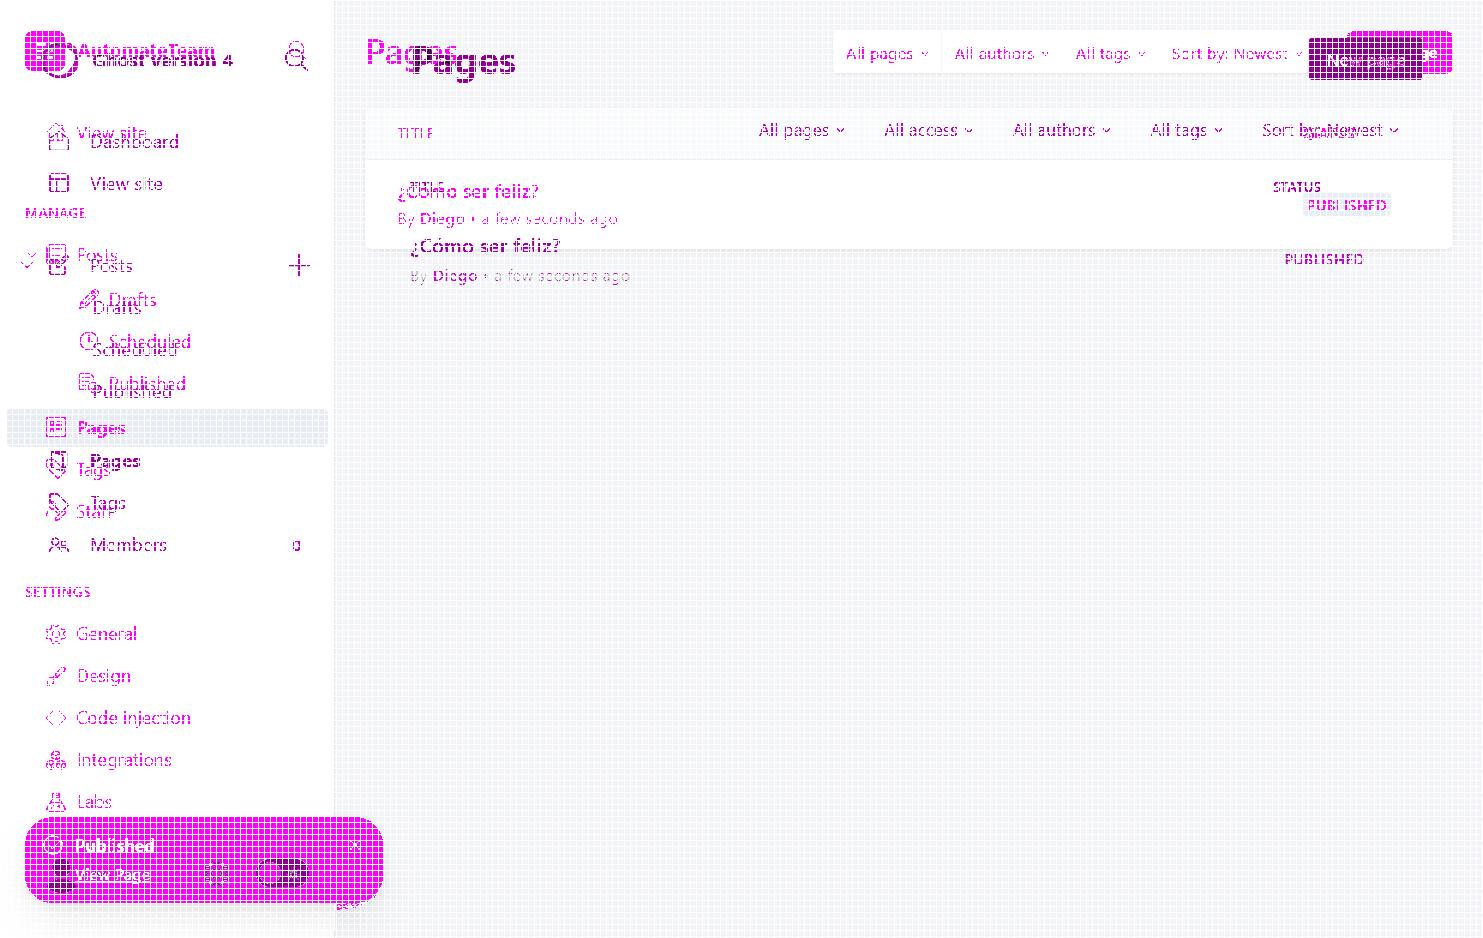 AutomateTeam
Ghost Version 4
View site
Dashboard
View site
MANAGE
Posts
Posts
Drafts
Drafts
Scheduled
Scheduled
Published
Published
Pages
Pages
Tags
Tags
Staff
Members 0
SETTINGS
General
Design
Code injection
Integrations
Labs
Published
View Page
Pages
Pages
All pages All authors All tags Sort by: Newest
New page
TITLE
All pages All access All authors All tags Sort by: Newest
¿Cómo ser feliz?
TITLE
STATUS
By Diego • a few seconds ago
PUBLISHED
¿Cómo ser feliz?
By Diego • a few seconds ago
PUBLISHED